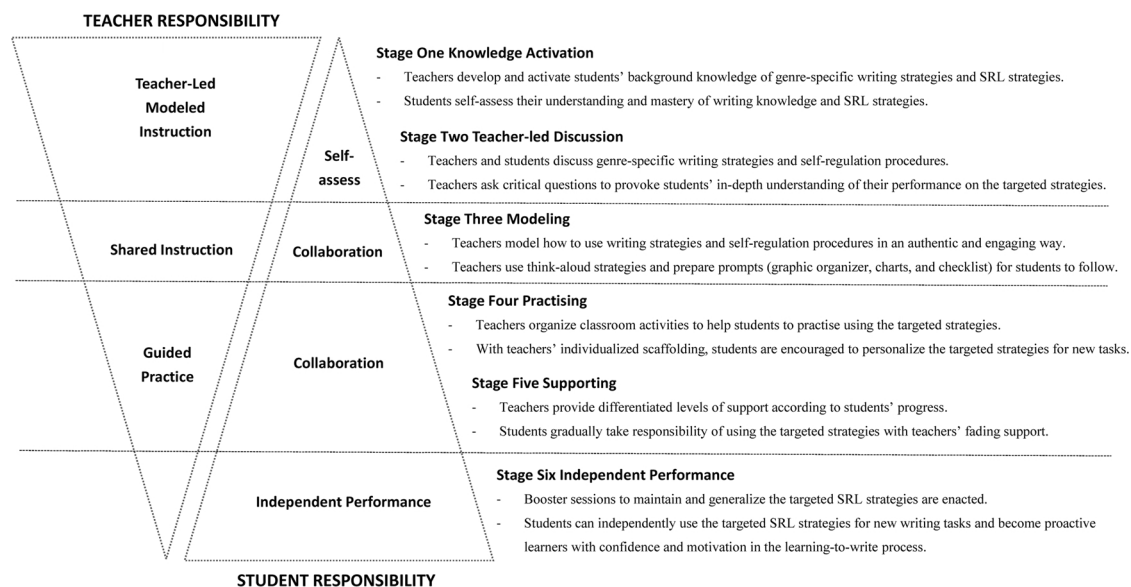 TEACHER RESPONSIBILITY
Teacher-Led
Modeled
Instruction
Self-
assess
Stage One Knowledge Activation
- Teachers develop and activate students’ background knowledge of genre-specific writing strategies and SRL strategies.
- Students self-assess their understanding and mastery of writing knowledge and SRL strategies.
Stage Two Teacher-led Discussion
- Teachers and students discuss genre-specific writing strategies and self-regulation procedures.
- Teachers ask critical questions to provoke students’ in-depth understanding of their performance on the targeted strategies.
Shared Instruction
Collaboration
Stage Three Modeling
- Teachers model how to use writing strategies and self-regulation procedures in an authentic and engaging way.
- Teachers use think-aloud strategies and prepare prompts (graphic organizer, charts, and checklist) for students to follow.
Guided
Practice
Collaboration
Stage Four Practising
- Teachers organize classroom activities to help students to practise using the targeted strategies.
- With teachers’ individualized scaffolding, students are encouraged to personalize the targeted strategies for new tasks.
Stage Five Supporting
- Teachers provide differentiated levels of support according to students’ progress.
- Students gradually take responsibility of using the targeted strategies with teachers’ fading support.
Independent Performance
Stage Six Independent Performance
- Booster sessions to maintain and generalize the targeted SRL strategies are enacted.
- Students can independently use the targeted SRL strategies for new writing tasks and become proactive
learners with confidence and motivation in the learning-to-write process.
STUDENT RESPONSIBILITY